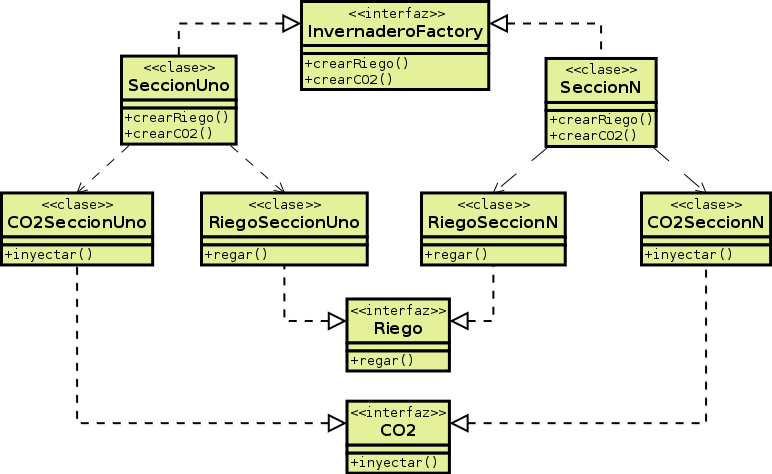 <<interfaz>>
InvernaderoFactory
+crearRiego()
+crearCO2()
<<clase>>
SeccionUno
+crearRiego()
+crearCO2()
<<clase>>
SeccionN
+crearRiego()
+crearCO2()
<<clase>>
CO2SeccionUno
+inyectar()
<<clase>>
RiegoSeccionUno
+regar()
<<clase>>
RiegoSeccionN
+regar()
<<clase>>
CO2SeccionN
+inyectar()
<<interfaz>>
Riego
+regar()
<<interfaz>>
CO2
+inyectar()